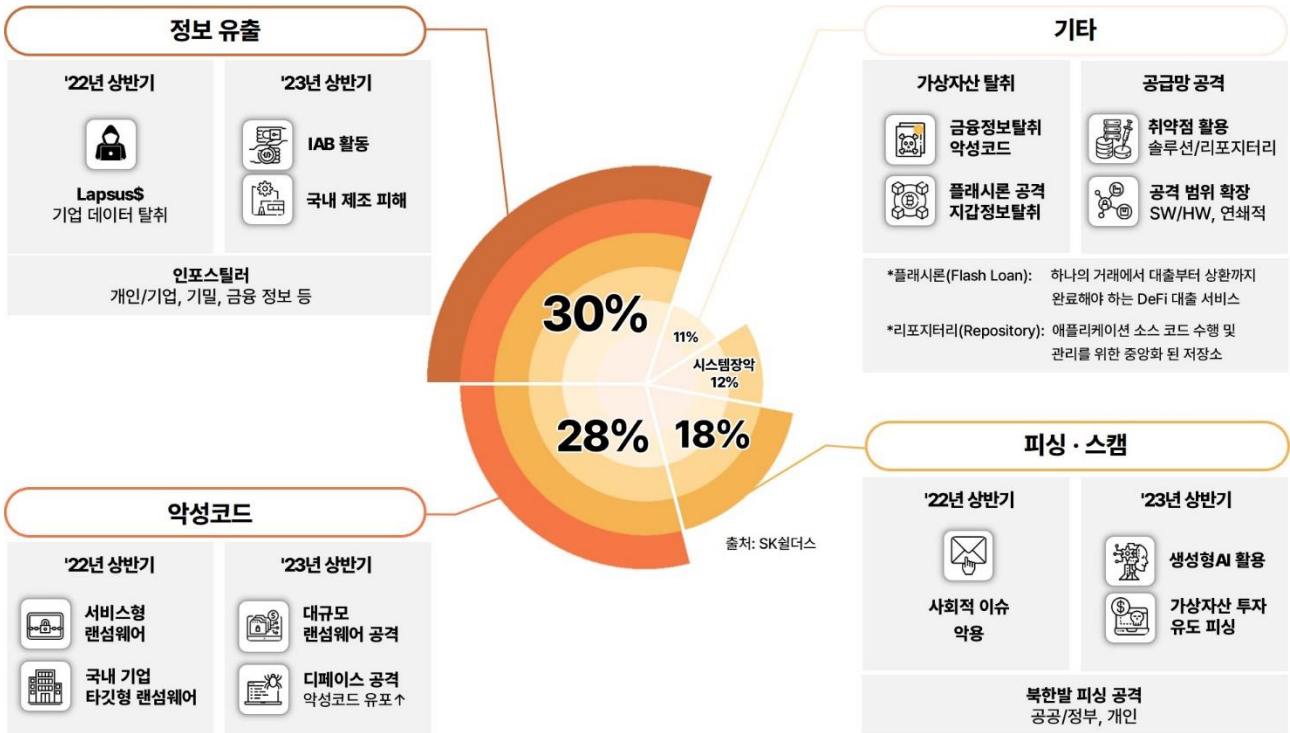 정보 유출
'22년 상반기
Lapsus$
기업 데이터 탈취
'23년 상반기
IAB 활동
국내 제조 피해
인포스틸러
개인/기업, 기밀, 금융 정보 등
기타
가상자산 탈취
금융정보탈취
악성코드
플래시론 공격
지갑정보탈취
공급망 공격
취약점 활용
솔루션/리포지터리
공격 범위 확장
SW/HW, 연쇄적
*플래시론(Flash Loan): 하나의 거래에서 대출부터 상환까지
완료해야 하는 DeFi 대출 서비스
*리포지터리(Repository): 애플리케이션 소스 코드 수행 및
관리를 위한 중앙화 된 저장소
30%
11%
시스템장악
12%
28%
18%
출처: SK쉴더스
악성코드
'22년 상반기
서비스형
랜섬웨어
국내 기업
타깃형 랜섬웨어
'23년 상반기
대규모
랜섬웨어 공격
디페이스 공격
악성코드 유포↑
피싱 · 스캠
'22년 상반기
사회적 이슈
악용
'23년 상반기
생성형AI 활용
가상자산 투자
유도 피싱
북한발 피싱 공격
공공/정부, 개인